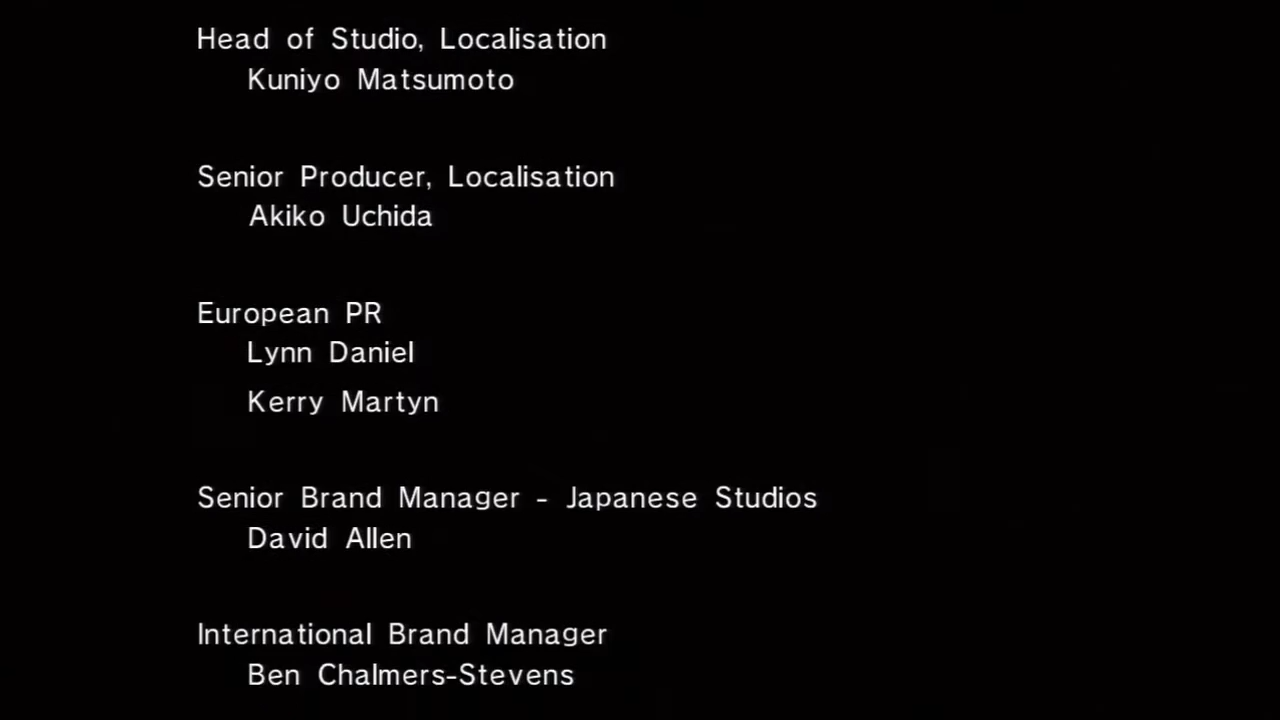 Head of Studio, Localisation
Kuniyo Matsumoto
Senior Producer, Localisation
Akiko Uchida
European PR
Lynn Daniel
Kerry Martyn
Senior Brand Manager - Japanese Studios
David Allen
International Brand Manager
Ben Chalmers-Stevens